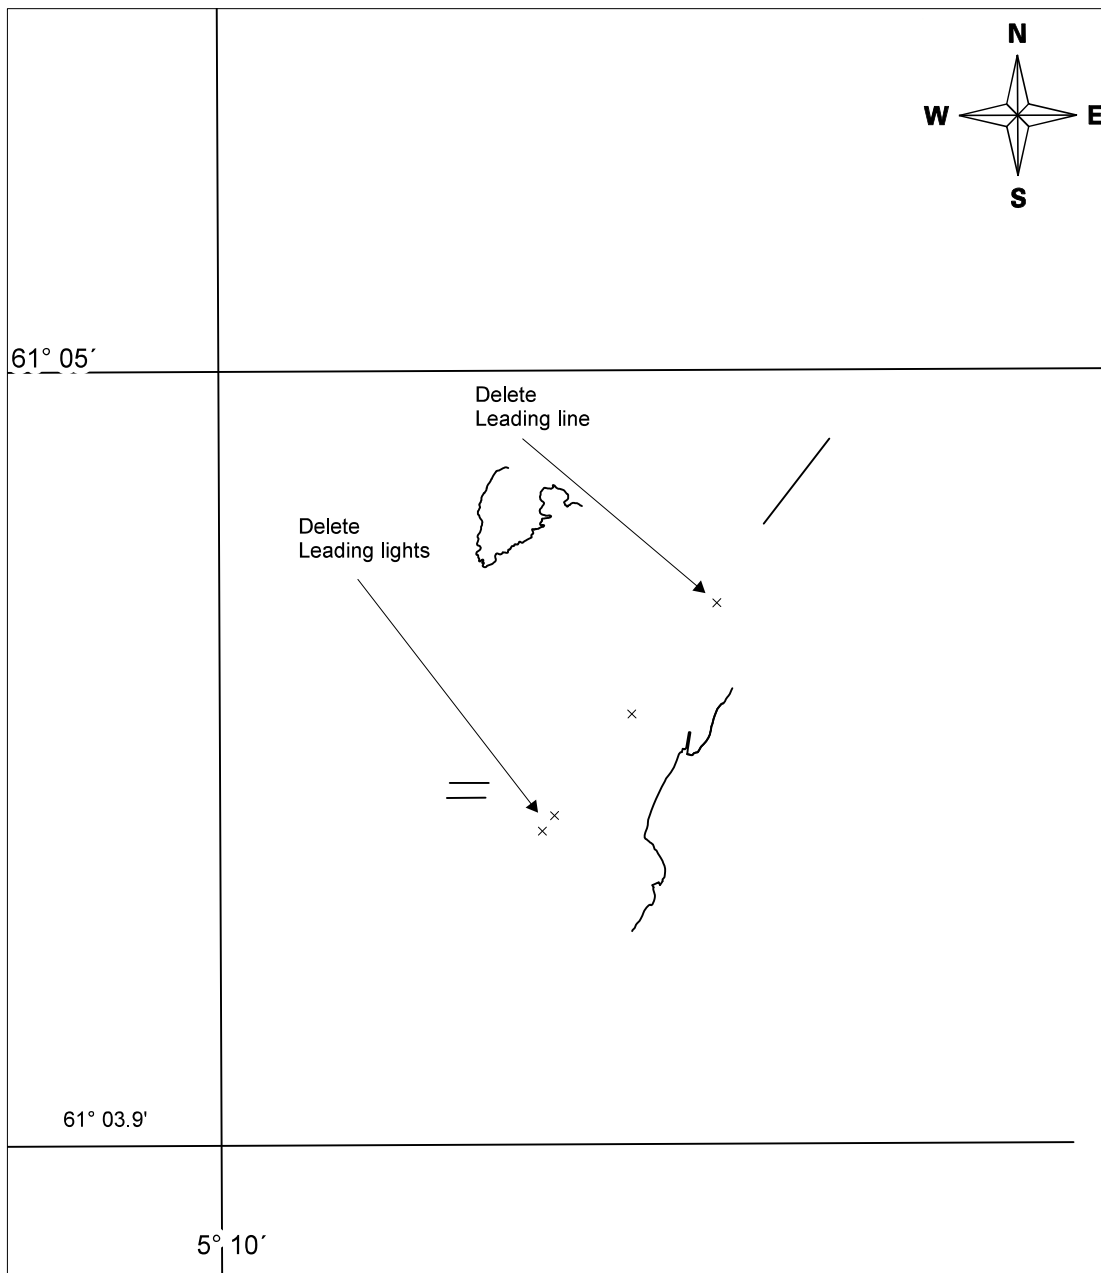 N
W E
S
61° 05´
Delete
Leading line
Delete
Leading lights
61° 03.9'
5° 10´